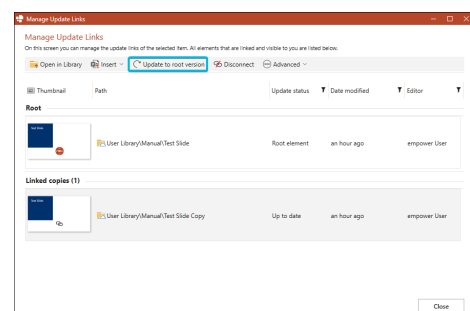 Manage Update Links
Manage Update Links
On this screen you can manage the update links of the selected item. All elements that are linked and visible to you are listed below.
Open in Library Insert Update to root version Disconnect Advanced
Thumbnail Path Update status Date modified Editor
Root
Test Slide
User Library\Manual\Test Slide Root element an hour ago empower User
Linked copies (1)
Test Slide
User Library\Manual\Test Slide Copy Up to date an hour ago empower User
Close